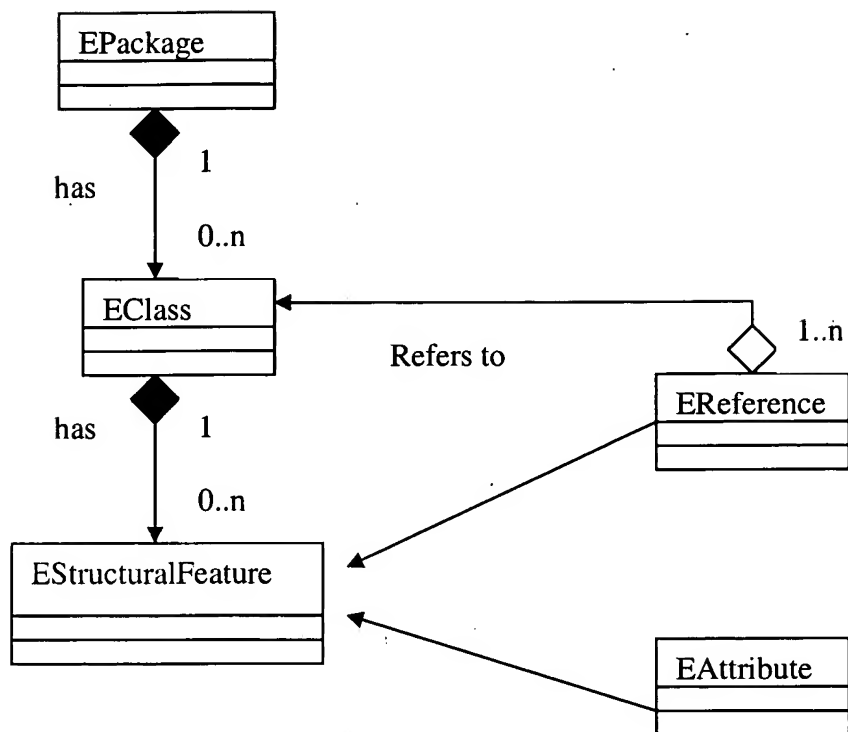 EPackage
1
has
0..n
EClass
1..n
Refers to
EReference
has
1
0..n
EStructuralFeature
EAttribute